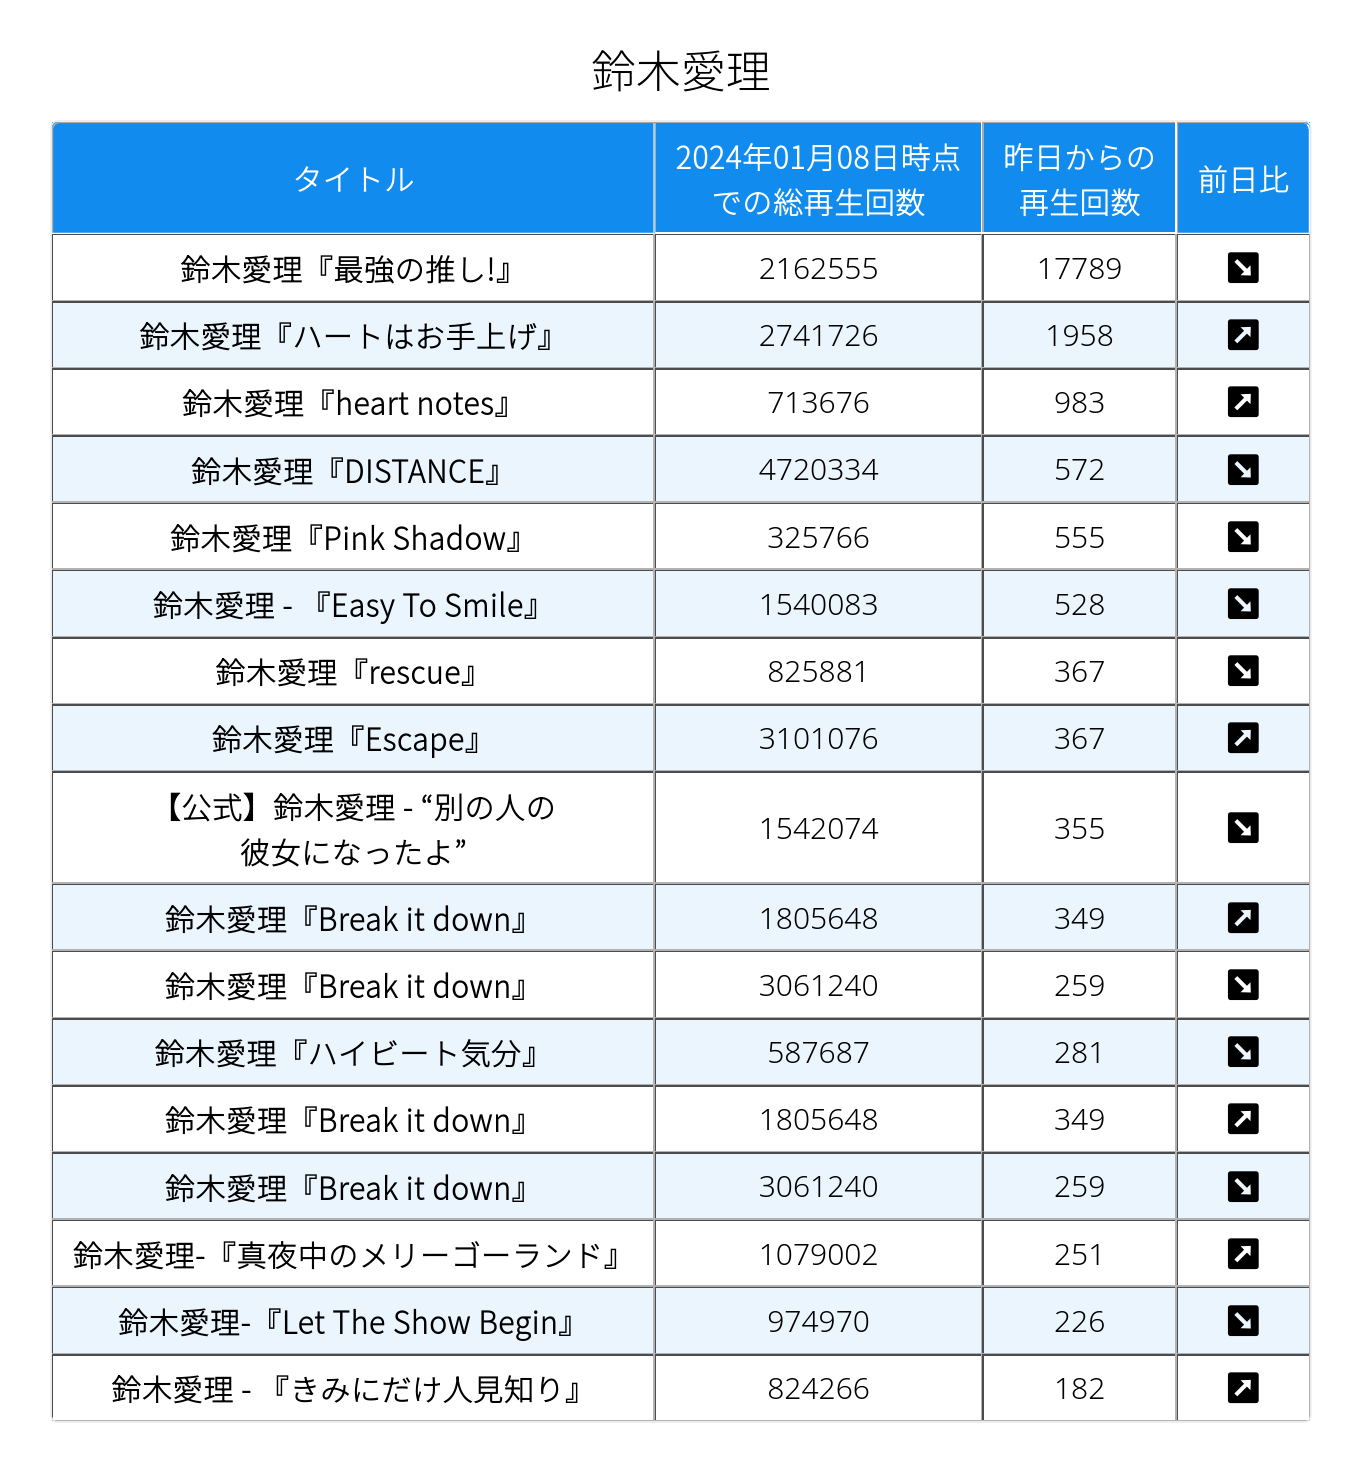 鈴木愛理
タイトル
2024年01月08日時点
での総再生回数
昨日からの
再生回数
前日比
鈴木愛理『最強の推し!』 2162555 17789
鈴木愛理『ハートはお手上げ』 2741726 1958
鈴木愛理『heart notes』 713676 983
鈴木愛理『DISTANCE』 4720334 572
鈴木愛理『Pink Shadow』 325766 555
鈴木愛理 - 『Easy To Smile』 1540083 528
鈴木愛理『rescue』 825881 367
鈴木愛理『Escape』 3101076 367
【公式】鈴木愛理 - “別の人の
彼女になったよ” 1542074 355
鈴木愛理『Break it down』 1805648 349
鈴木愛理『Break it down』 3061240 259
鈴木愛理『ハイビート気分』 587687 281
鈴木愛理『Break it down』 1805648 349
鈴木愛理『Break it down』 3061240 259
鈴木愛理-『真夜中のメリーゴーランド』 1079002 251
鈴木愛理-『Let The Show Begin』 974970 226
鈴木愛理 - 『きみにだけ人見知り』 824266 182